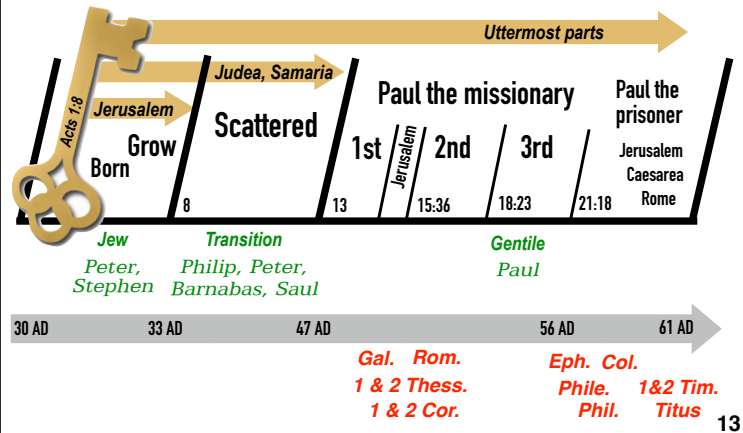 Uttermost parts
Judea, Samaria
Jerusalem
Acts 1:8
Born
Grow
Scattered
Paul the missionary
1st
Jerusalem
2nd
3rd
Paul the
prisoner
Jerusalem
Caesarea
Rome
8
13
15:36
18:23
21:18
Jew
Peter,
Stephen
Transition
Philip, Peter,
Barnabas, Saul
Gentile
Paul
30 AD
33 AD
47 AD
56 AD
61 AD
Gal. Rom.
1 & 2 Thess.
1 & 2 Cor.
Eph. Col.
Phile.
Phil.
1&2 Tim.
Titus
13